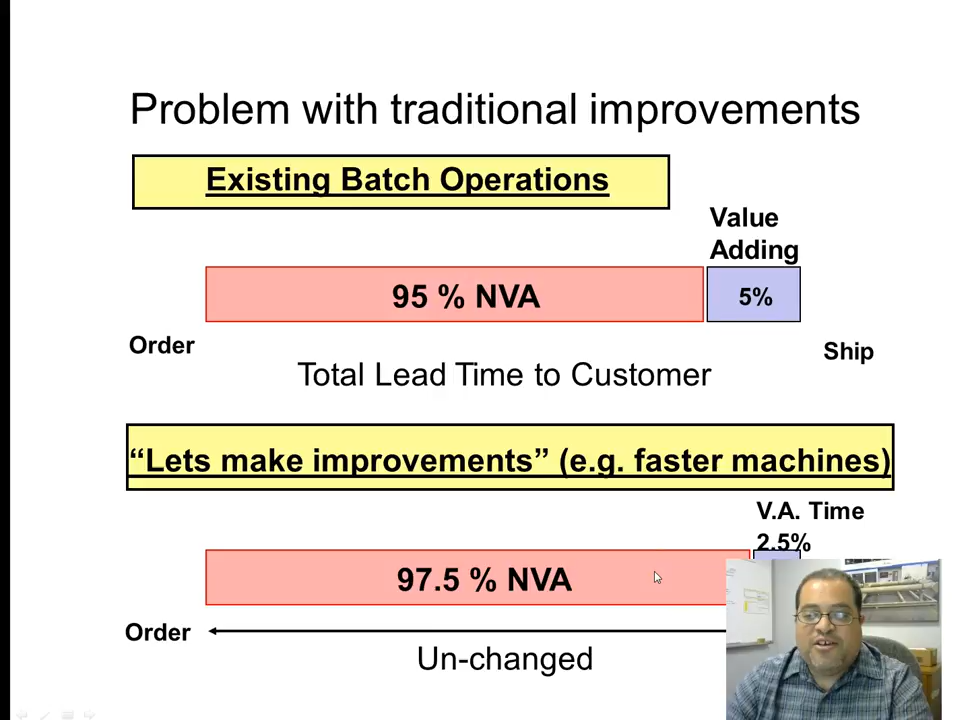 Problem with traditional improvements
Existing Batch Operations
Value
Adding
95 % NVA
5%
Order
Ship
Total Lead Time to Customer
“Lets make improvements” (e.g. faster machines)
V.A. Time
2.5%
97.5 % NVA
Order
Un-changed